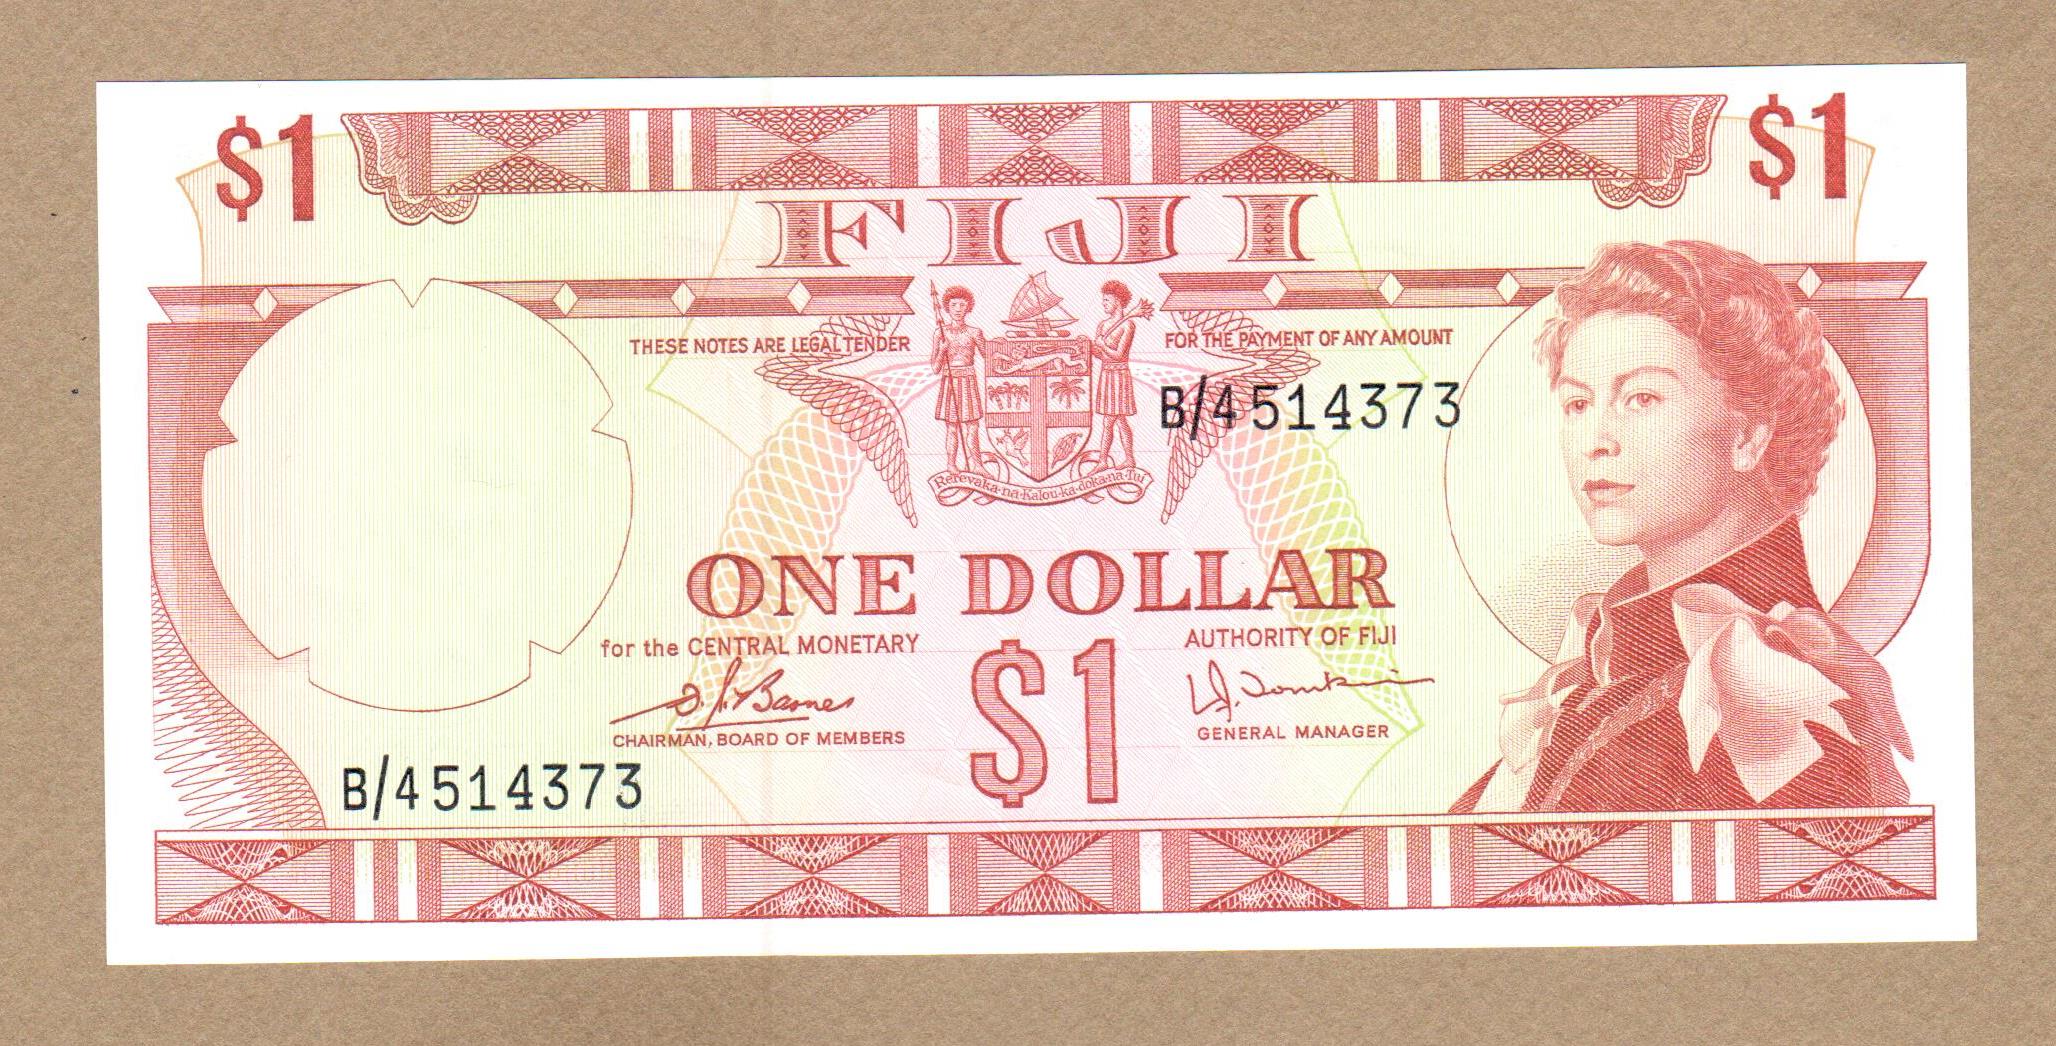 $1
$1
FIJI
THESE NOTES ARE LEGAL TENDER
FOR THE PAYMENT OF ANY AMOUNT
B/4514373
Rerevaka·na·Kalou·ka·doka·na·Tui
ONE DOLLAR
for the CENTRAL MONETARY
AUTHORITY OF FIJI
$1
D. J. Barnes
CHAIRMAN, BOARD OF MEMBERS
GENERAL MANAGER
B/4514373